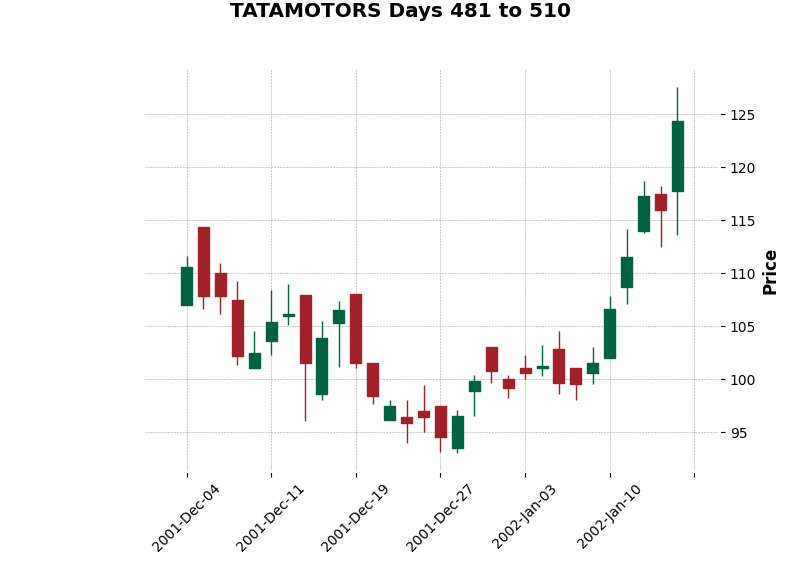 TATAMOTORS Days 481 to 510
125
120
115
110
105
100
95
Price
2001-Dec-04
2001-Dec-11
2001-Dec-19
2001-Dec-27
2002-Jan-03
2002-Jan-10